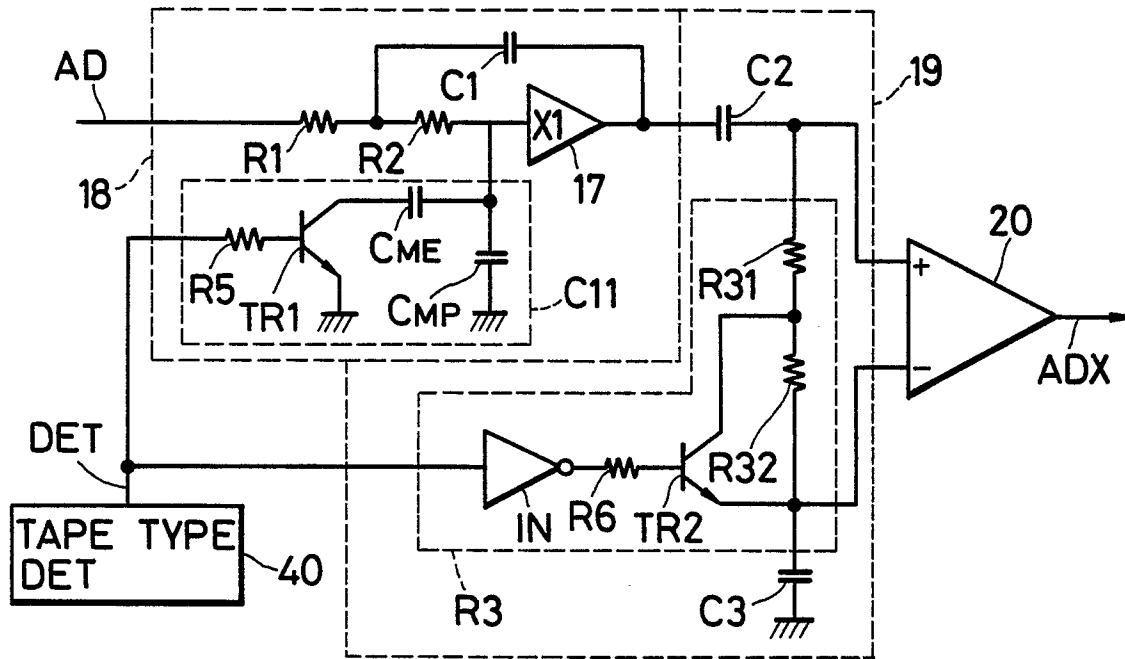 AD
C1
C2
19
R1
R2
X1
17
18
20
R5
TR1
CME
CMP
C11
R31
+
−
ADX
DET
R32
IN
R6
TR2
TAPE TYPE
DET
40
R3
C3